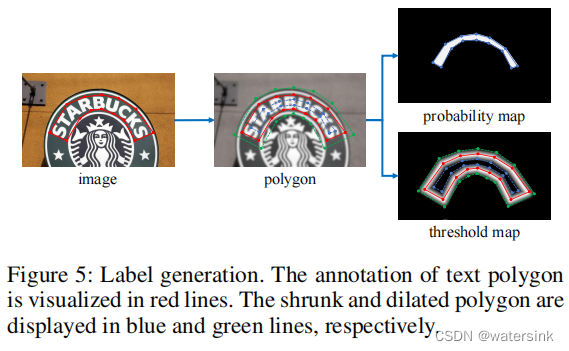 STARBUCKS
STARBUCKS
probability map
image
polygon
threshold map
Figure 5: Label generation. The annotation of text polygon
is visualized in red lines. The shrunk and dilated polygon are
displayed in blue and green lines, respectively.
CSDN @watersink